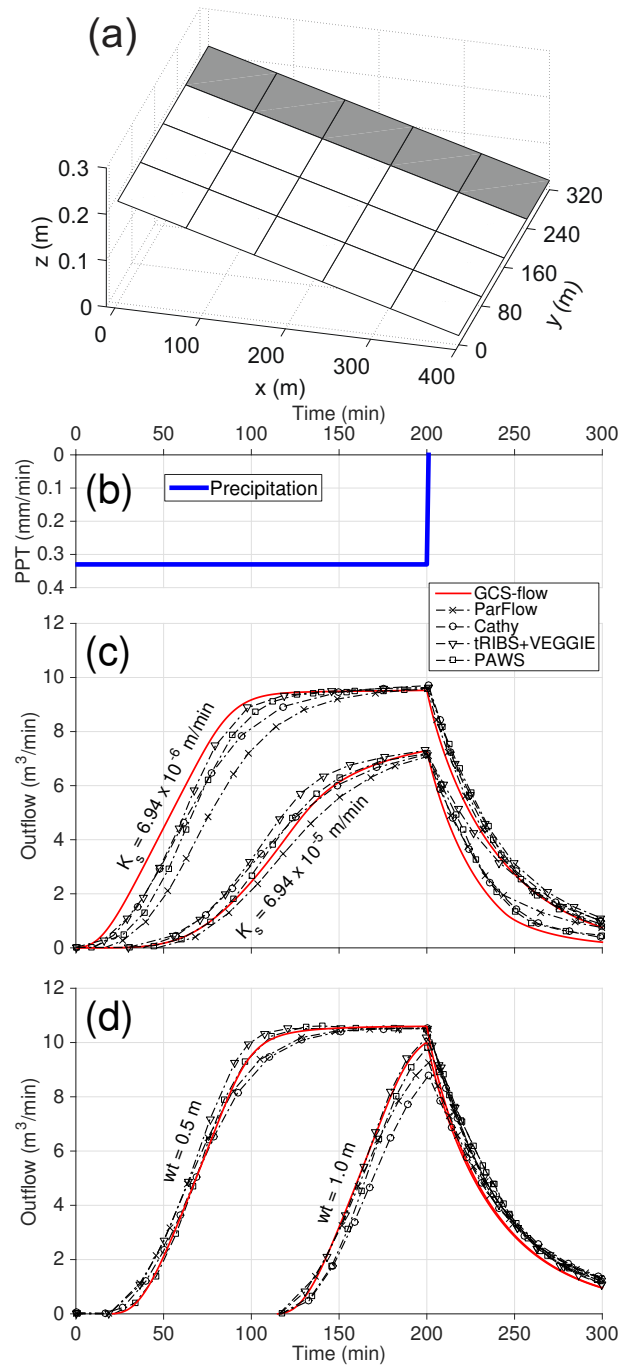 (a)
0.3
0.2
0.1
0
z (m)
0
100
200
300
400
x (m)
0
80
160
240
320
y (m)
Time (min)
0 50 100 150 200 250 300
(b)
Precipitation
0
0.1
0.2
0.3
0.4
PPT (mm/min)
GCS-flow
ParFlow
Cathy
tRIBS+VEGGIE
PAWS
(c)
12
10
8
6
4
2
0
Outflow (m³/min)
Kₛ = 6.94 x 10⁻⁶ m/min
Kₛ = 6.94 x 10⁻⁵ m/min
(d)
12
10
8
6
4
2
0
Outflow (m³/min)
wt = 0.5 m
wt = 1.0 m
0 50 100 150 200 250 300
Time (min)